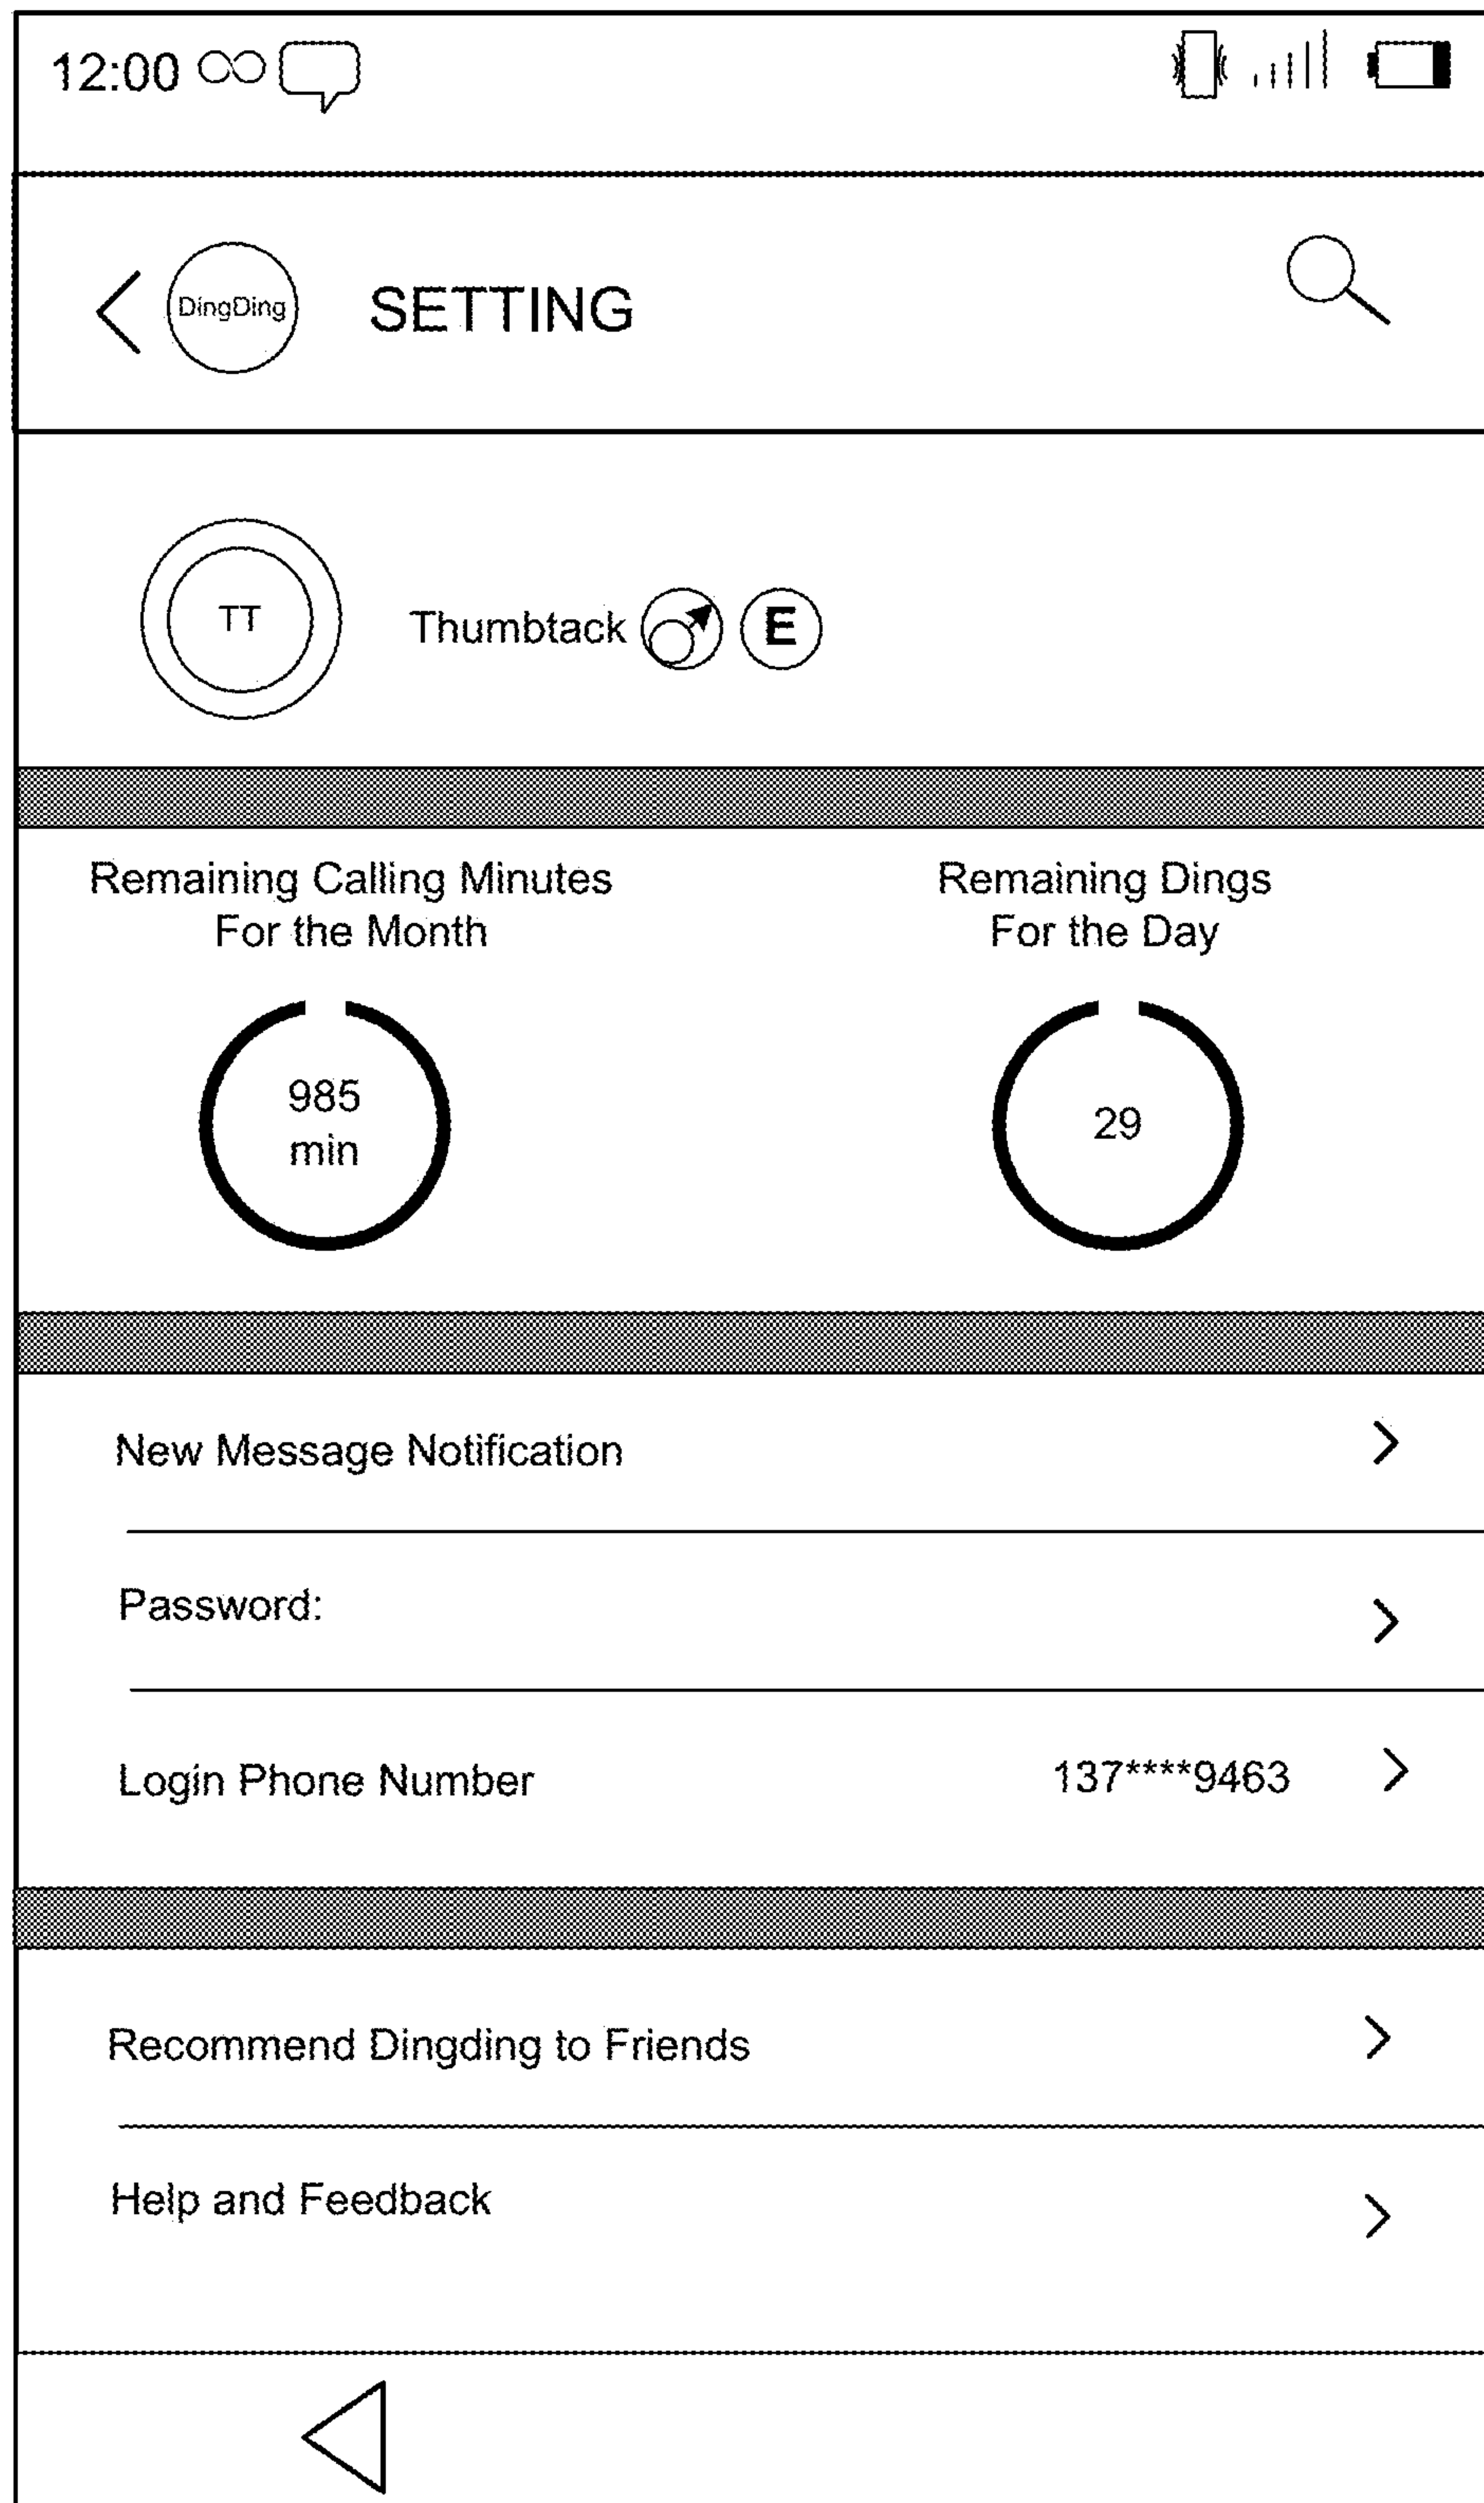 12:00
DingDing SETTING
TT
Thumbtack E
Remaining Calling Minutes
For the Month
985
min
Remaining Dings
For the Day
29
New Message Notification
Password:
Login Phone Number 137****9463
Recommend Dingding to Friends
Help and Feedback